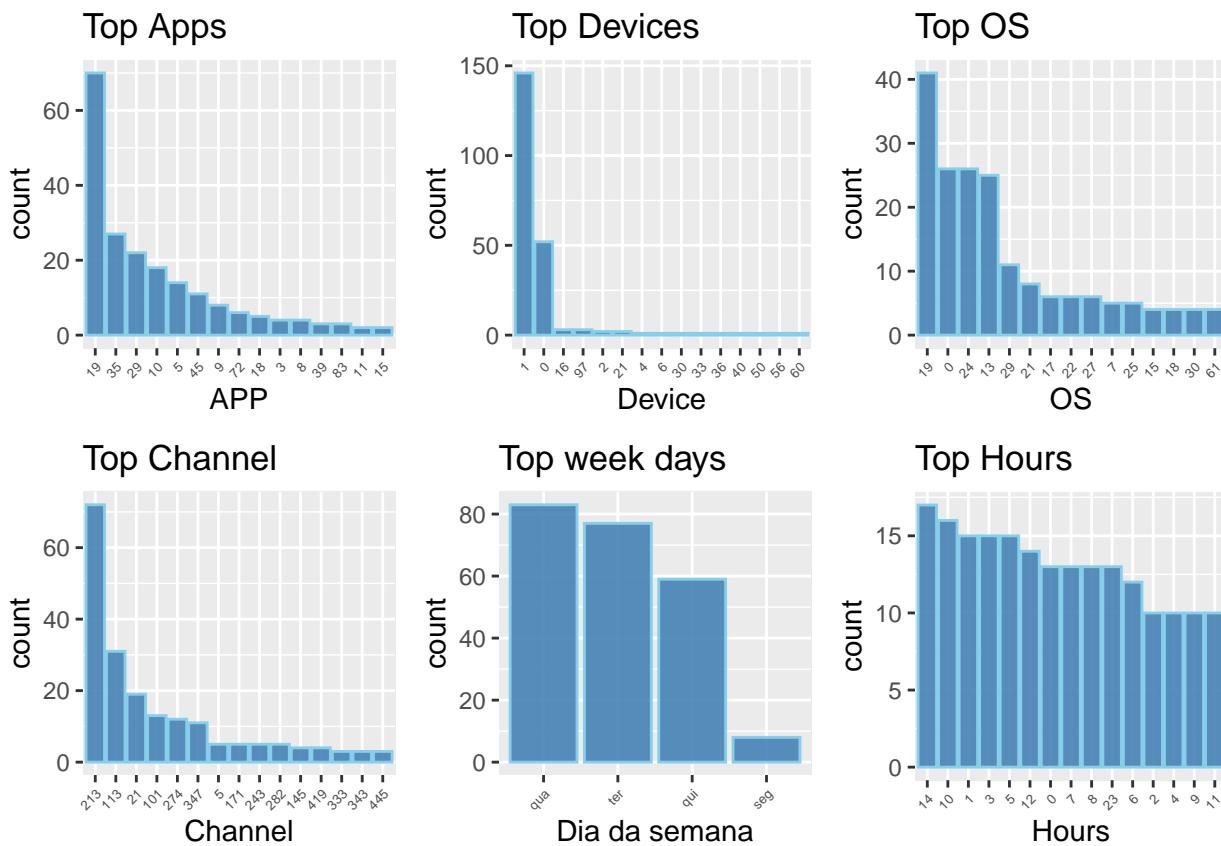 Top Apps
count
60
40
20
0
19 35 29 10 5 45 9 72 18 3 8 39 83 11 15
APP
Top Devices
count
150
100
50
0
1 0 16 97 2 21 4 6 30 33 36 40 50 56 60
Device
Top OS
count
40
30
20
10
0
19 0 24 13 29 21 17 22 27 7 25 15 18 30 61
OS
Top Channel
count
60
40
20
0
213 113 21 101 274 347 5 171 243 282 145 419 333 343 445
Channel
Top week days
count
80
60
40
20
0
qua ter qui seg
Dia da semana
Top Hours
count
15
10
5
0
14 10 1 3 5 12 0 7 8 23 6 2 4 9 11
Hours